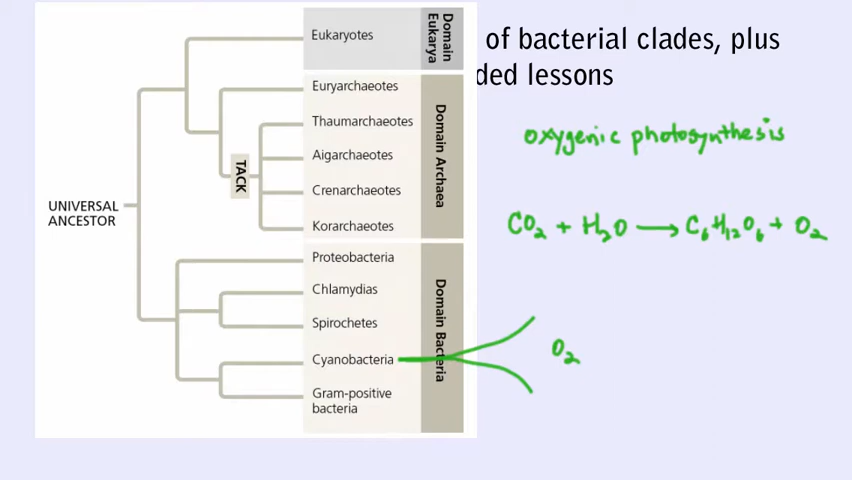 of bacterial clades, plus
ded lessons
Eukaryotes
Domain
Eukarya
Euryarchaeotes
Thaumarchaeotes
Aigarchaeotes
TACK
Crenarchaeotes
Korarchaeotes
Domain Archaea
UNIVERSAL
ANCESTOR
Proteobacteria
Chlamydias
Spirochetes
Cyanobacteria
Gram-positive
bacteria
Domain Bacteria
oxygenic photosynthesis
CO₂ + H₂O → C₆H₁₂O₆ + O₂
O₂